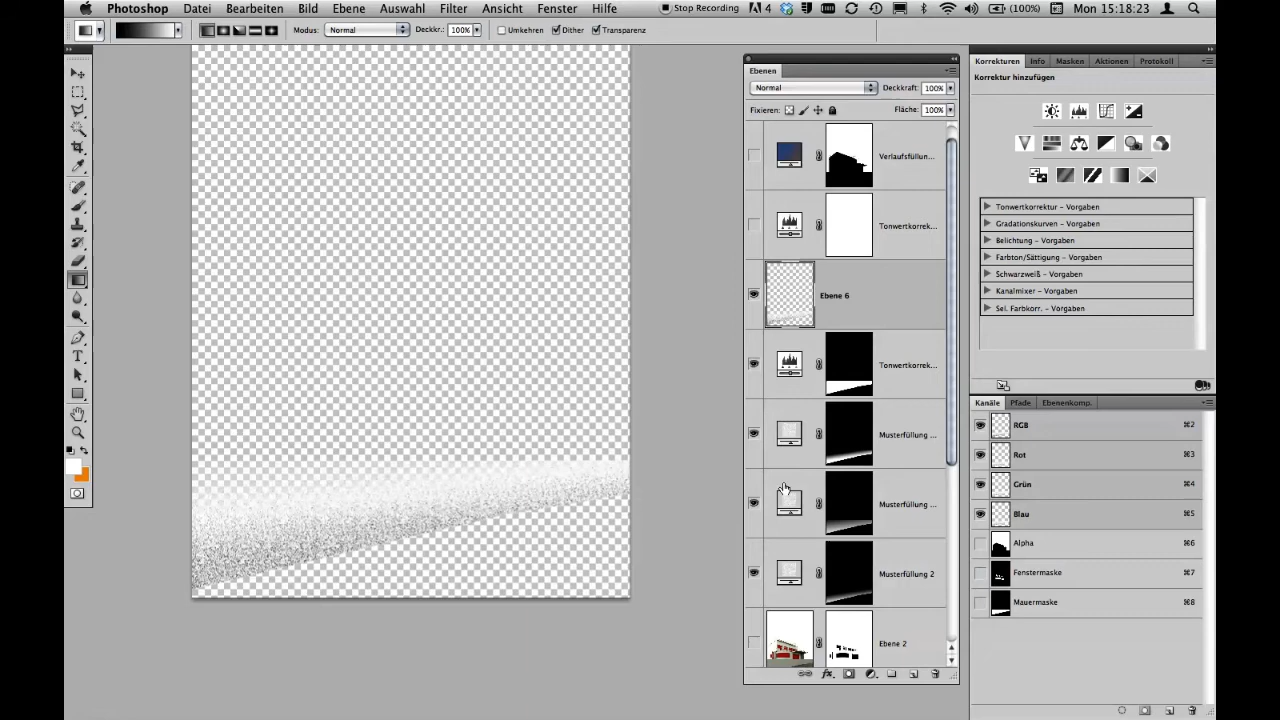 Photoshop Datei Bearbeiten Bild Ebene Auswahl Filter Ansicht Fenster Hilfe Stop Recording 4 (100%) Mon 15:18:23
Modus: Normal Deckkr.: 100% Umkehren Dither Transparenz
Ebenen
Normal Deckkraft: 100%
Fixieren: Fläche: 100%
Verlaufsfüllun...
Tonwertkorrek...
Ebene 6
Tonwertkorrek...
Musterfüllung ...
Musterfüllung ...
Musterfüllung 2
Ebene 2
fx
Korrekturen Info Masken Aktionen Protokoll
Korrektur hinzufügen
Tonwertkorrektur - Vorgaben
Gradationskurven - Vorgaben
Belichtung - Vorgaben
Farbton/Sättigung - Vorgaben
Schwarzweiß - Vorgaben
Kanalmixer - Vorgaben
Sel. Farbkorr. - Vorgaben
Kanäle Pfade Ebenenkomp.
RGB ⌘2
Rot ⌘3
Grün ⌘4
Blau ⌘5
Alpha ⌘6
Fenstermaske ⌘7
Mauermaske ⌘8